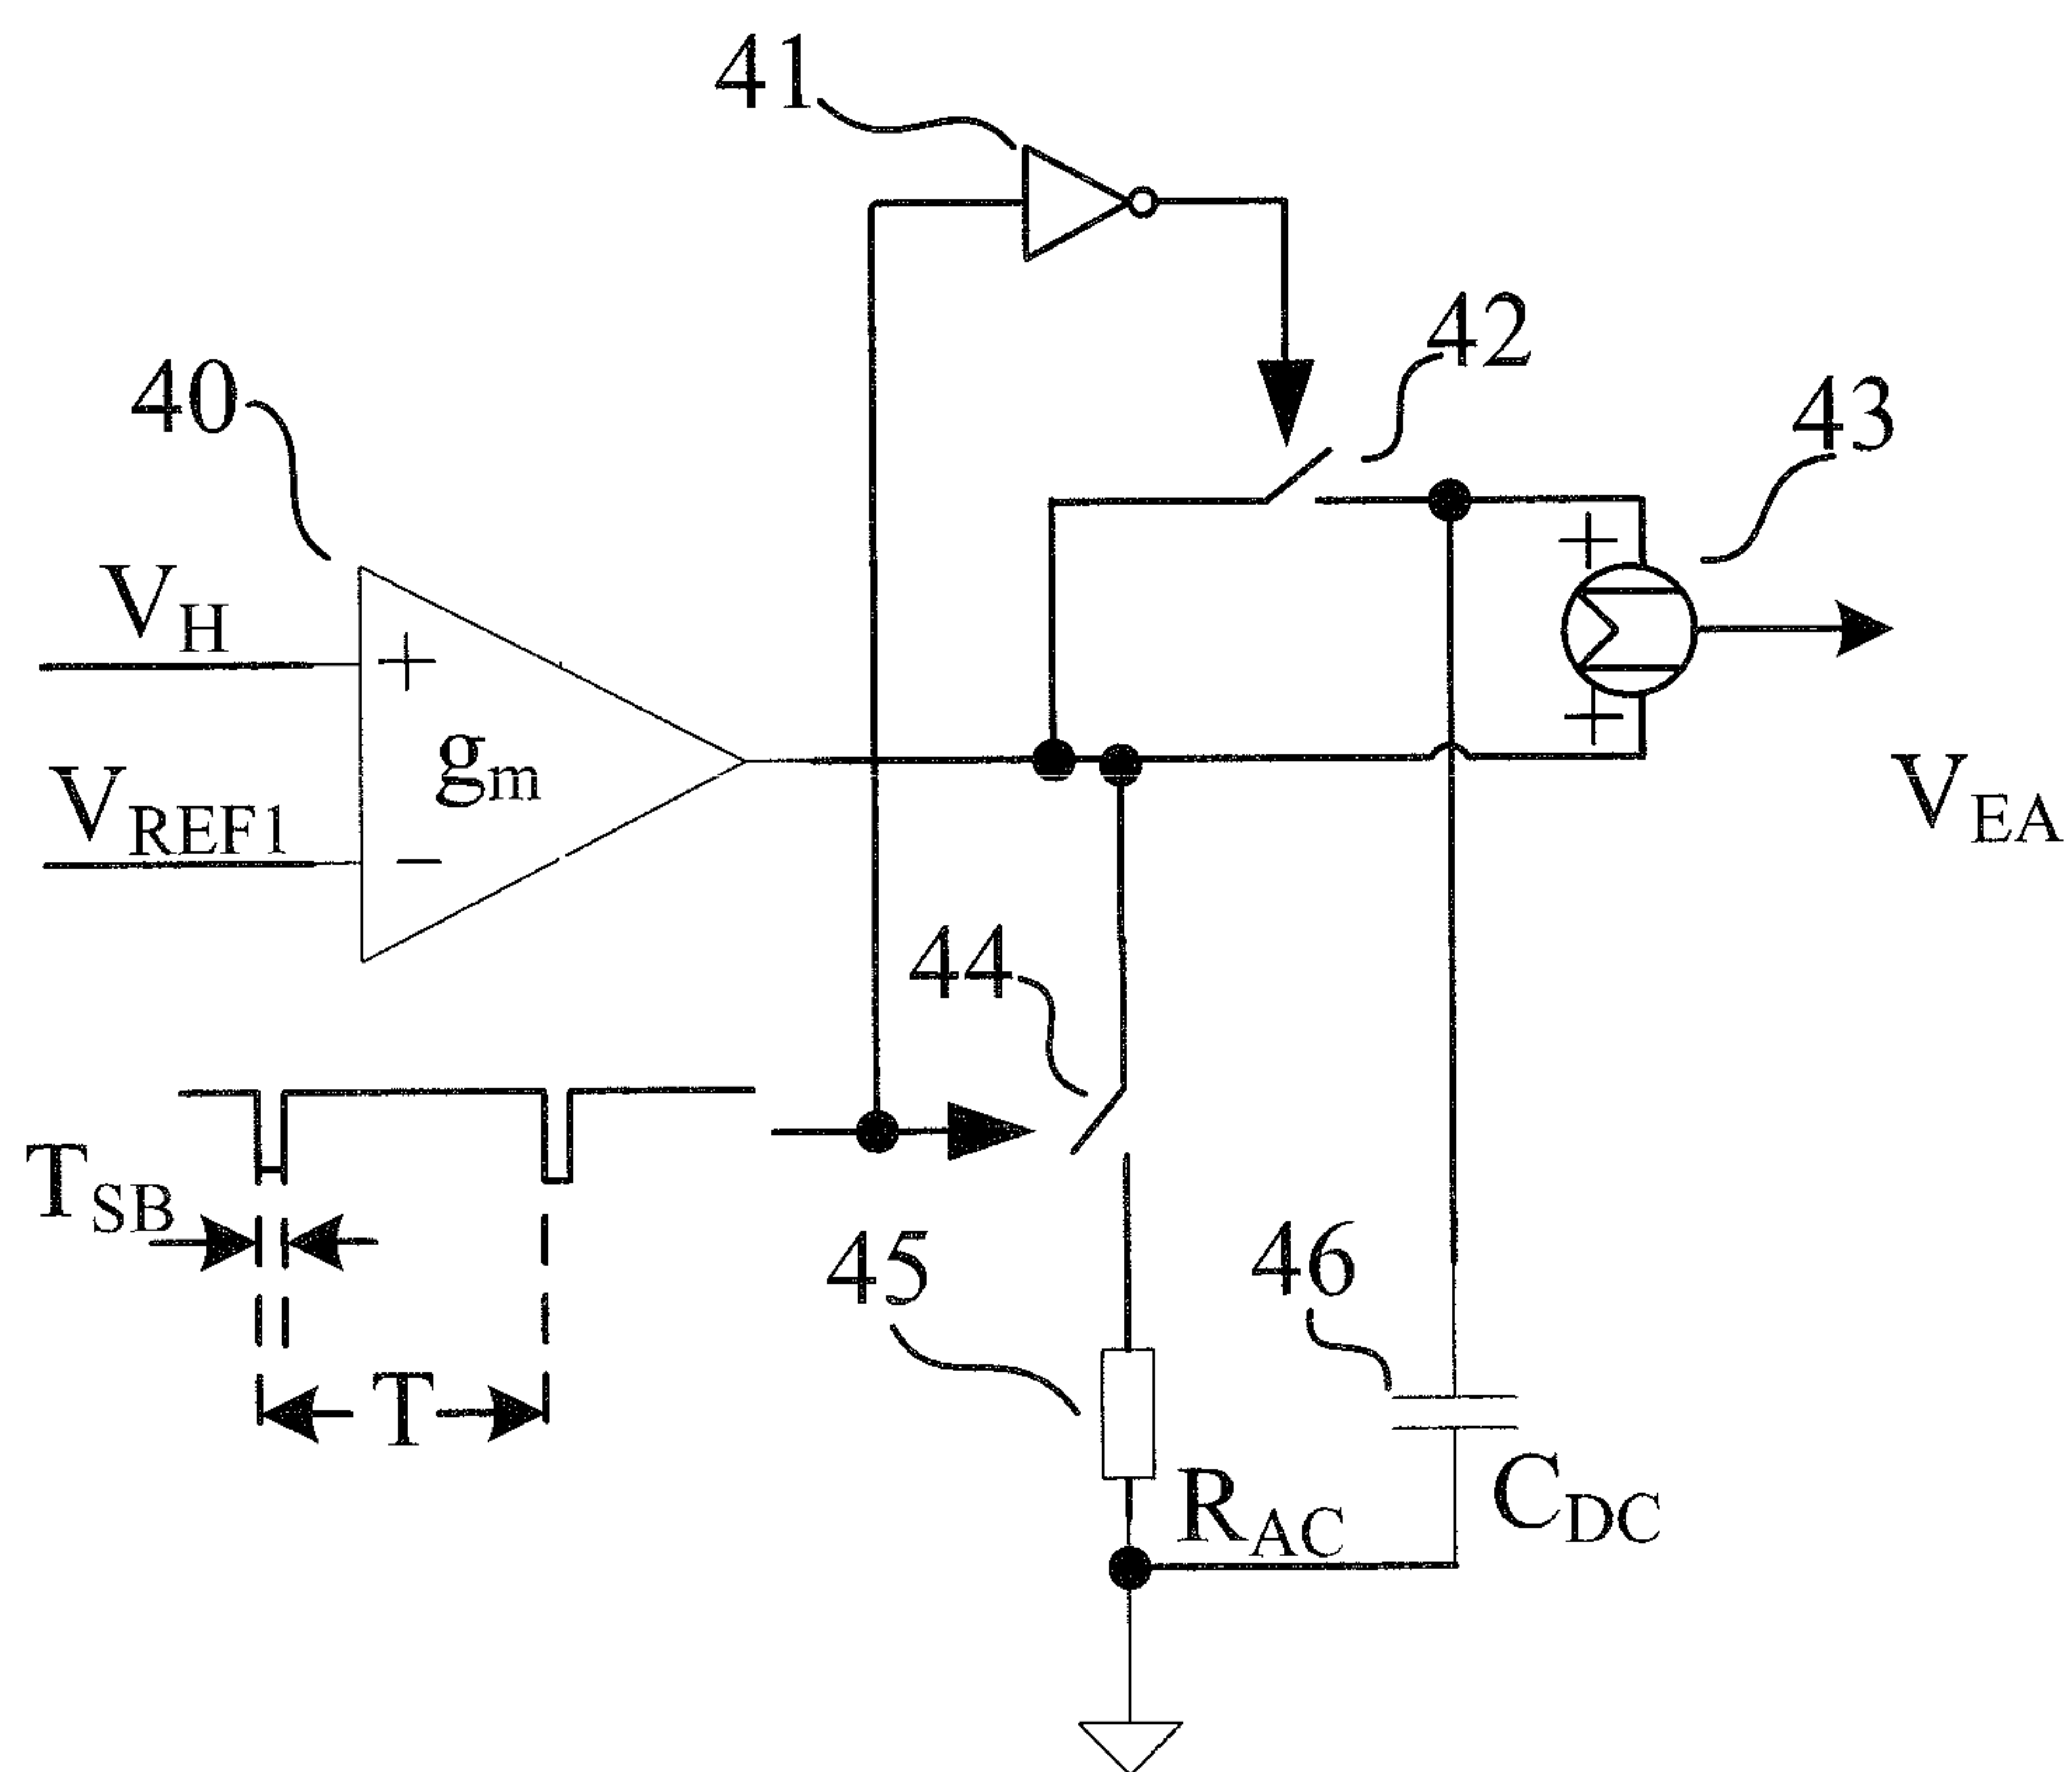 41
42
40
43
V_H
+
+
g_m
+
V_REF1
−
V_EA
44
T_SB
45
46
T
R_AC
C_DC